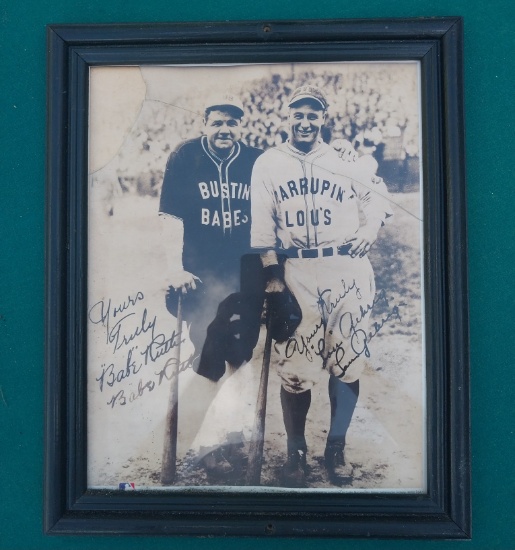 BUSTIN
BABES
LARRUPIN
LOU'S
Yours
Truly
"Babe" Ruth
Babe Ruth
Yours truly
Lou Gehrig
Lou Gehrig